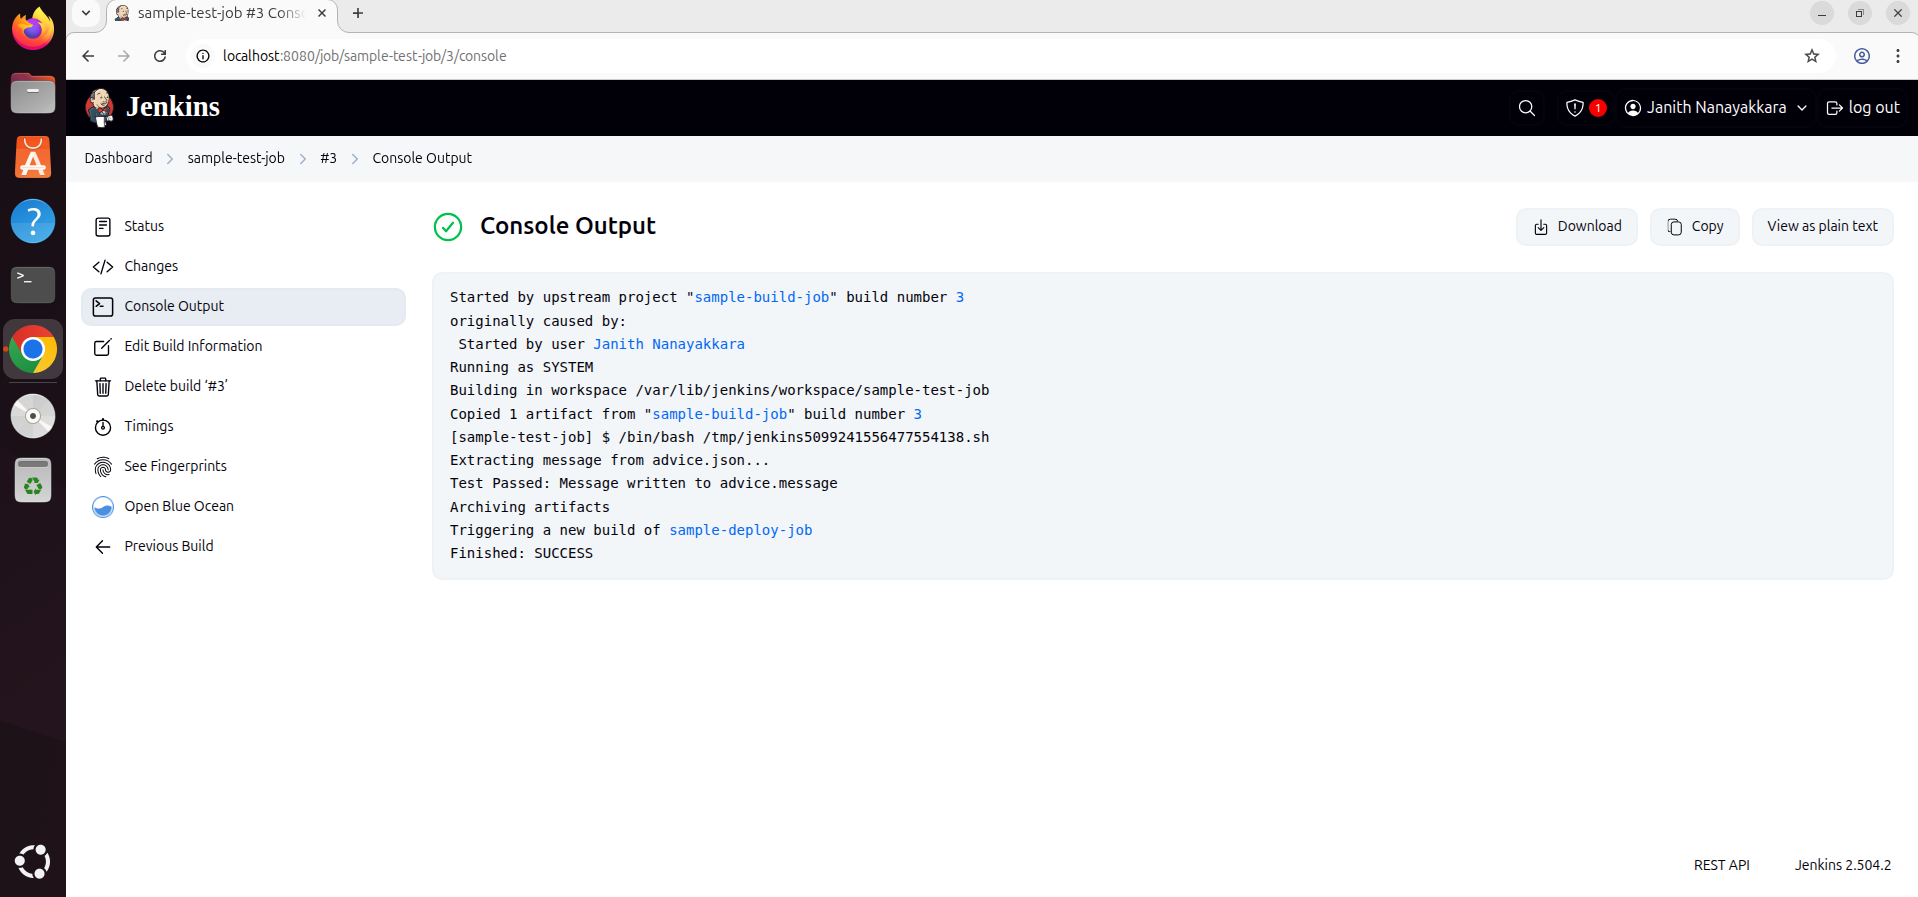 sample-test-job #3 Cons
localhost:8080/job/sample-test-job/3/console
Jenkins
1
Janith Nanayakkara
log out
Dashboard
sample-test-job
#3
Console Output
Status
Changes
Console Output
Edit Build Information
Delete build ‘#3’
Timings
See Fingerprints
Open Blue Ocean
Previous Build
Console Output
Download
Copy
View as plain text
Started by upstream project "sample-build-job" build number 3
originally caused by:
Started by user Janith Nanayakkara
Running as SYSTEM
Building in workspace /var/lib/jenkins/workspace/sample-test-job
Copied 1 artifact from "sample-build-job" build number 3
[sample-test-job] $ /bin/bash /tmp/jenkins5099241556477554138.sh
Extracting message from advice.json...
Test Passed: Message written to advice.message
Archiving artifacts
Triggering a new build of sample-deploy-job
Finished: SUCCESS
REST API
Jenkins 2.504.2